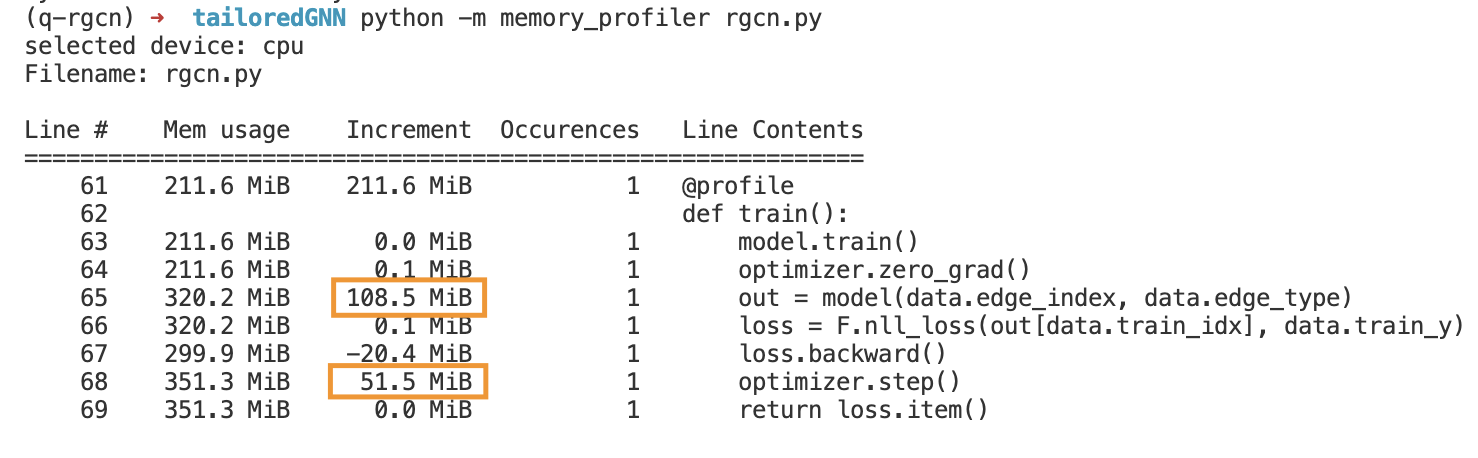 (q-rgcn) ➜  tailoredGNN python -m memory_profiler rgcn.py
selected device: cpu
Filename: rgcn.py
Line #    Mem usage    Increment  Occurences   Line Contents
============================================================
    61    211.6 MiB    211.6 MiB           1   @profile
    62                                         def train():
    63    211.6 MiB      0.0 MiB           1       model.train()
    64    211.6 MiB      0.1 MiB           1       optimizer.zero_grad()
    65    320.2 MiB    108.5 MiB           1       out = model(data.edge_index, data.edge_type)
    66    320.2 MiB      0.1 MiB           1       loss = F.nll_loss(out[data.train_idx], data.train_y)
    67    299.9 MiB    -20.4 MiB           1       loss.backward()
    68    351.3 MiB     51.5 MiB           1       optimizer.step()
    69    351.3 MiB      0.0 MiB           1       return loss.item()